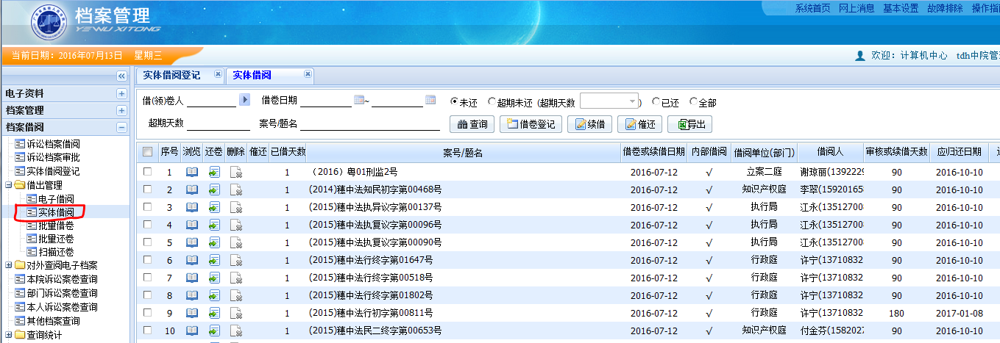 系统首页 网上消息 基本设置 故障排除 操作指
档案管理
YEWU XITONG
当前日期：2016年07月13日 星期三
欢迎：计算机中心 tdh中院管
实体借阅登记 实体借阅
电子资料
档案管理
档案借阅
诉讼档案借阅
诉讼档案审批
实体借阅登记
借出管理
电子借阅
实体借阅
批量借卷
批量还卷
扫描还卷
对外查阅电子档案
本院诉讼案卷查询
部门诉讼案卷查询
本人诉讼案卷查询
其他档案查询
查询统计
借(领)卷人 借卷日期 ~ 未还 超期未还 (超期天数 ) 已还 全部
超期天数 案号/题名 查询 借卷登记 续借 催还 导出
序号 浏览 还卷 删除 催还 已借天数 案号/题名 借卷或续借日期 内部借阅 借阅单位(部门) 借阅人 审核或续借天数 应归还日期
1 1 （2016）粤01刑监2号 2016-07-12 √ 立案二庭 谢琼丽(1392229 90 2016-10-10
2 1 (2014)穗中法知民初字第00468号 2016-07-12 √ 知识产权庭 李翠(15920165 90 2016-10-10
3 1 (2015)穗中法执异议字第00137号 2016-07-12 √ 执行局 江永(13512700 90 2016-10-10
4 1 (2015)穗中法执复议字第00096号 2016-07-12 √ 执行局 江永(13512700 90 2016-10-10
5 1 (2015)穗中法执复议字第00090号 2016-07-12 √ 执行局 江永(13512700 90 2016-10-10
6 1 (2015)穗中法行终字第01647号 2016-07-12 √ 行政庭 许宁(13710832 90 2016-10-10
7 1 (2015)穗中法行终字第00518号 2016-07-12 √ 行政庭 许宁(13710832 90 2016-10-10
8 1 (2015)穗中法行终字第01802号 2016-07-12 √ 行政庭 许宁(13710832 90 2016-10-10
9 1 (2015)穗中法行初字第00811号 2016-07-12 √ 行政庭 许宁(13710832 180 2017-01-08
10 1 (2015)穗中法民二终字第00653号 2016-07-12 √ 知识产权庭 付金芬(158202 90 2016-10-10